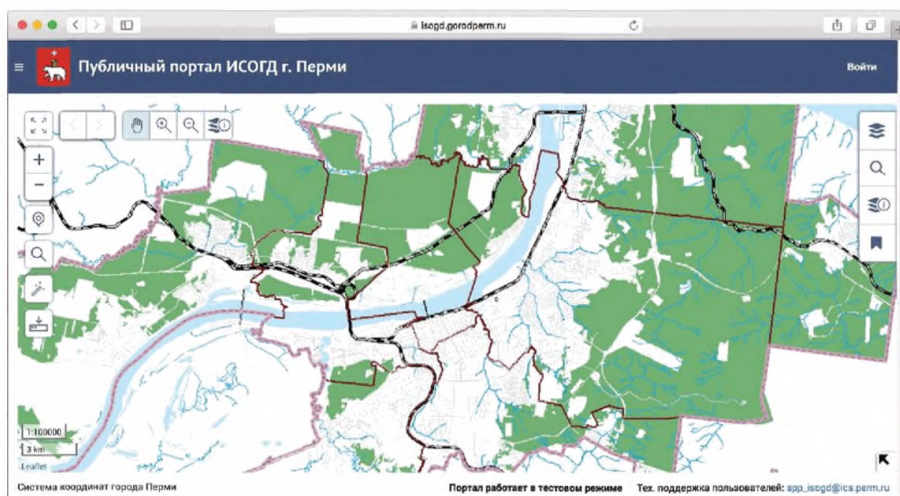 isogd.gorodperm.ru
Публичный портал ИСОГД г. Перми
Войти
1:100000
3 km
Leaflet
Система координат города Перми
Портал работает в тестовом режиме
Тех. поддержка пользователей: spp_isogd@ics.perm.ru